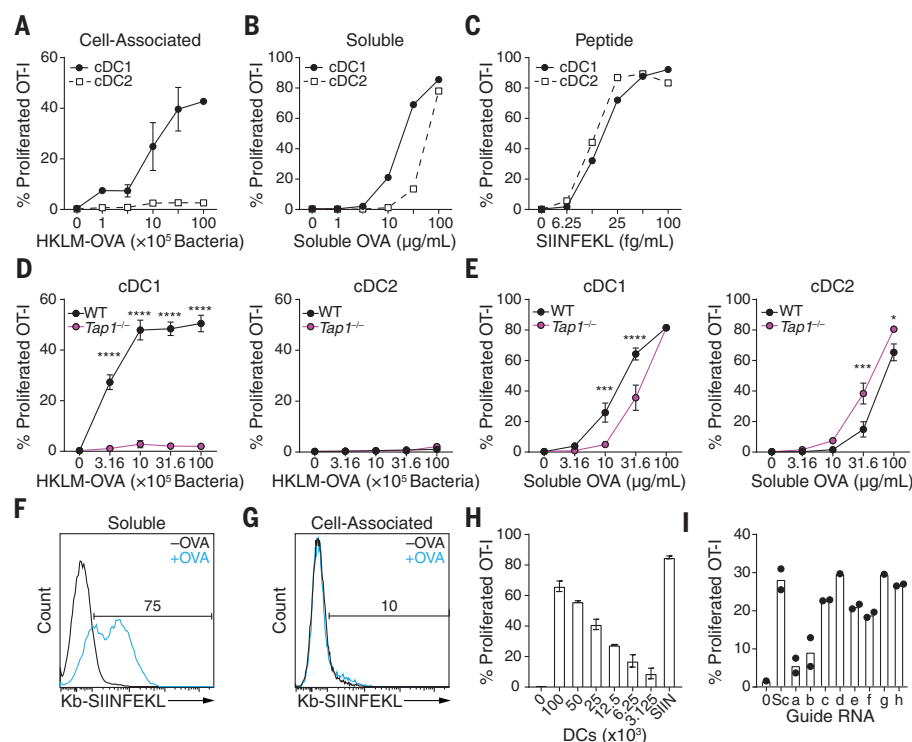 A
Cell-Associated
cDC1
cDC2
% Proliferated OT-I
60
40
20
0
0 1 10 100
HKLM-OVA (×10⁵ Bacteria)
B
Soluble
cDC1
cDC2
% Proliferated OT-I
100
80
60
40
20
0
0 1 10 100
Soluble OVA (µg/mL)
C
Peptide
cDC1
cDC2
% Proliferated OT-I
100
80
60
40
20
0
0 6.25 25 100
SIINFEKL (fg/mL)
D
cDC1
WT
Tap1⁻/⁻
% Proliferated OT-I
60
40
20
0
**** **** **** ****
0 3.16 10 31.6 100
HKLM-OVA (×10⁵ Bacteria)
cDC2
WT
Tap1⁻/⁻
% Proliferated OT-I
60
40
20
0
0 3.16 10 31.6 100
HKLM-OVA (×10⁵ Bacteria)
E
cDC1
WT
Tap1⁻/⁻
% Proliferated OT-I
100
80
60
40
20
0
*** ****
0 3.16 10 31.6 100
Soluble OVA (µg/mL)
cDC2
WT
Tap1⁻/⁻
% Proliferated OT-I
100
80
60
40
20
0
*** *
0 3.16 10 31.6 100
Soluble OVA (µg/mL)
F
Soluble
–OVA
+OVA
75
Count
Kb-SIINFEKL
G
Cell-Associated
–OVA
+OVA
10
Count
Kb-SIINFEKL
H
% Proliferated OT-I
100
80
60
40
20
0
0 100 50 25 12.5 6.25 3.125 SIIN
DCs (×10³)
I
% Proliferated OT-I
40
30
20
10
0
0 Sc a b c d e f g h
Guide RNA